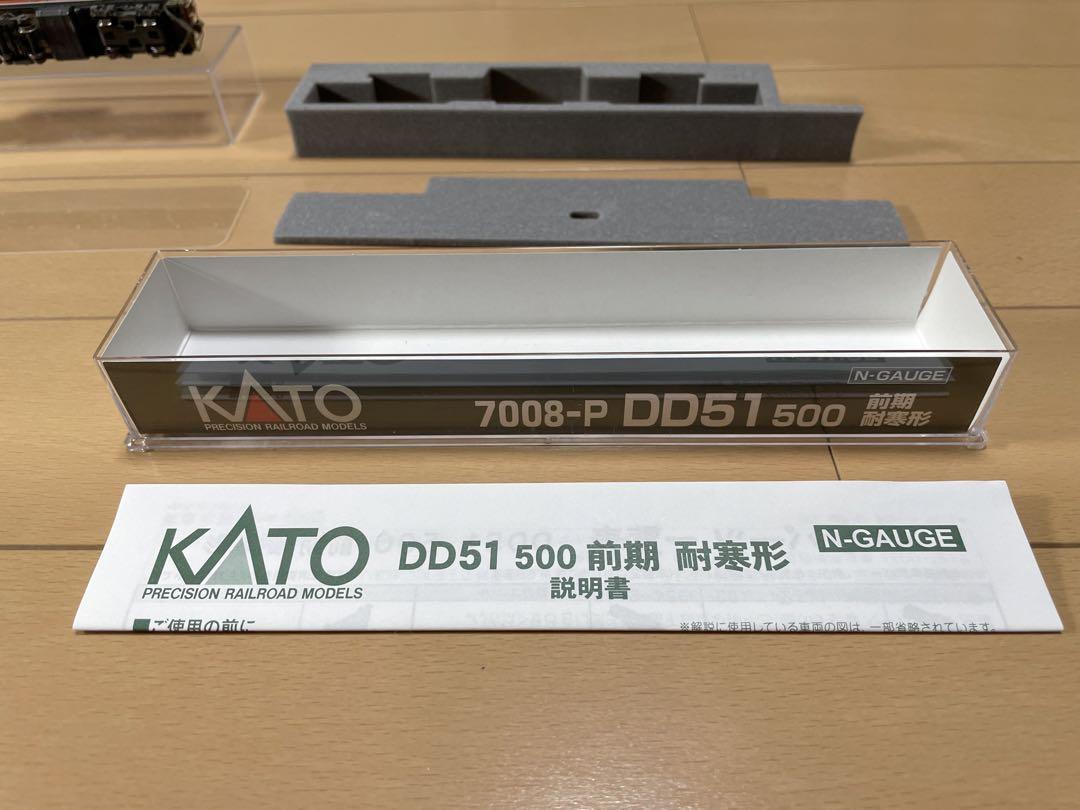 N-GAUGE
KATO
PRECISION RAILROAD MODELS
7008-P DD51 500 前期 耐寒形
KATO
PRECISION RAILROAD MODELS
DD51 500 前期 耐寒形
説明書
N-GAUGE
■ご使用の前に
※解説に使用している車両の図は、一部省略されています。